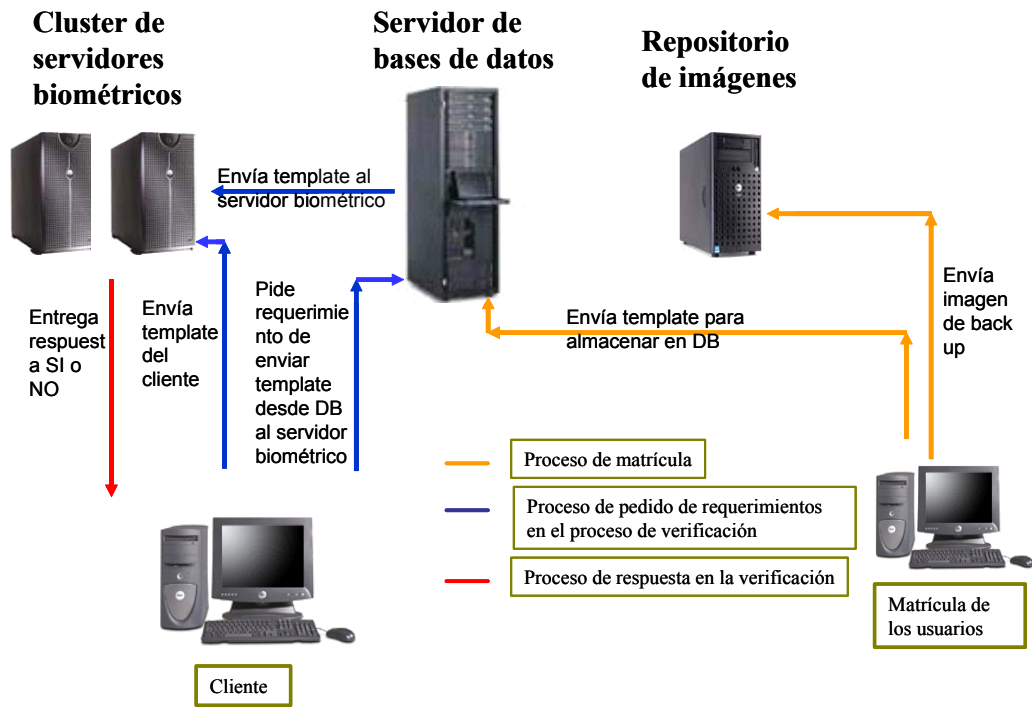 Cluster de
servidores
biométricos
Servidor de
bases de datos
Repositorio
de imágenes
Envía template al
servidor biométrico
Entrega
respuest
a SI o
NO
Envía
template
del
cliente
Pide
requerimie
nto de
enviar
template
desde DB
al servidor
biométrico
Envía template para
almacenar en DB
Envía
imagen
de back
up
Proceso de matrícula
Proceso de pedido de requerimientos
en el proceso de verificación
Proceso de respuesta en la verificación
Cliente
Matrícula de
los usuarios